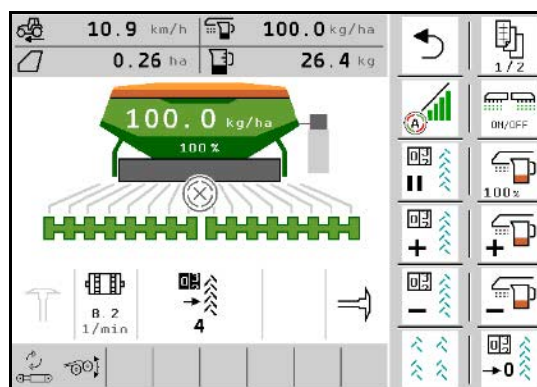 10.9 km/h
100.0 kg/ha
0.26 ha
26.4 kg
1/2
100.0 kg/ha
100 %
A
ON/OFF
100%
+
+
8.2
1/min
4
−
−
→0